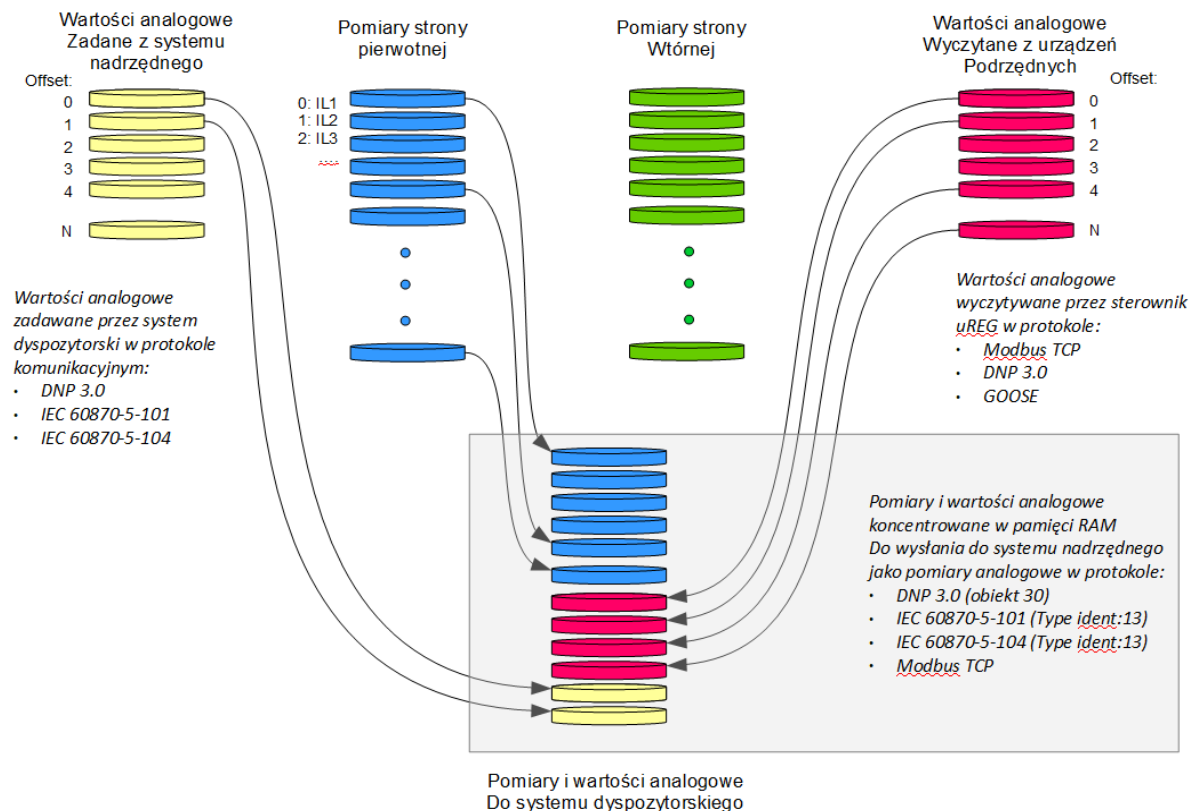 Wartości analogowe
Zadane z systemu
nadrzędnego
Offset:
0
1
2
3
4
N
Pomiary strony
pierwotnej
0: IL1
1: IL2
2: IL3
....
Pomiary strony
Wtórnej
Wartości analogowe
Wyczytane z urządzeń
Podrzędnych
Offset:
0
1
2
3
4
N
Wartości analogowe
zadawane przez system
dyspozytorski w protokole
komunikacyjnym:
• DNP 3.0
• IEC 60870-5-101
• IEC 60870-5-104
Wartości analogowe
wyczytywane przez sterownik
uREG w protokole:
• Modbus TCP
• DNP 3.0
• GOOSE
Pomiary i wartości analogowe
koncentrowane w pamięci RAM
Do wysłania do systemu nadrzędnego
jako pomiary analogowe w protokole:
• DNP 3.0 (obiekt 30)
• IEC 60870-5-101 (Type ident:13)
• IEC 60870-5-104 (Type ident:13)
• Modbus TCP
Pomiary i wartości analogowe
Do systemu dyspozytorskiego